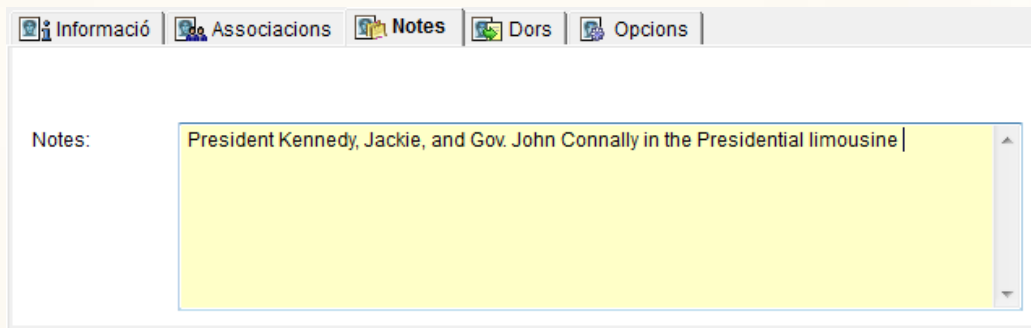 Informació Associacions Notes Dors Opcions
Notes: President Kennedy, Jackie, and Gov. John Connally in the Presidential limousine